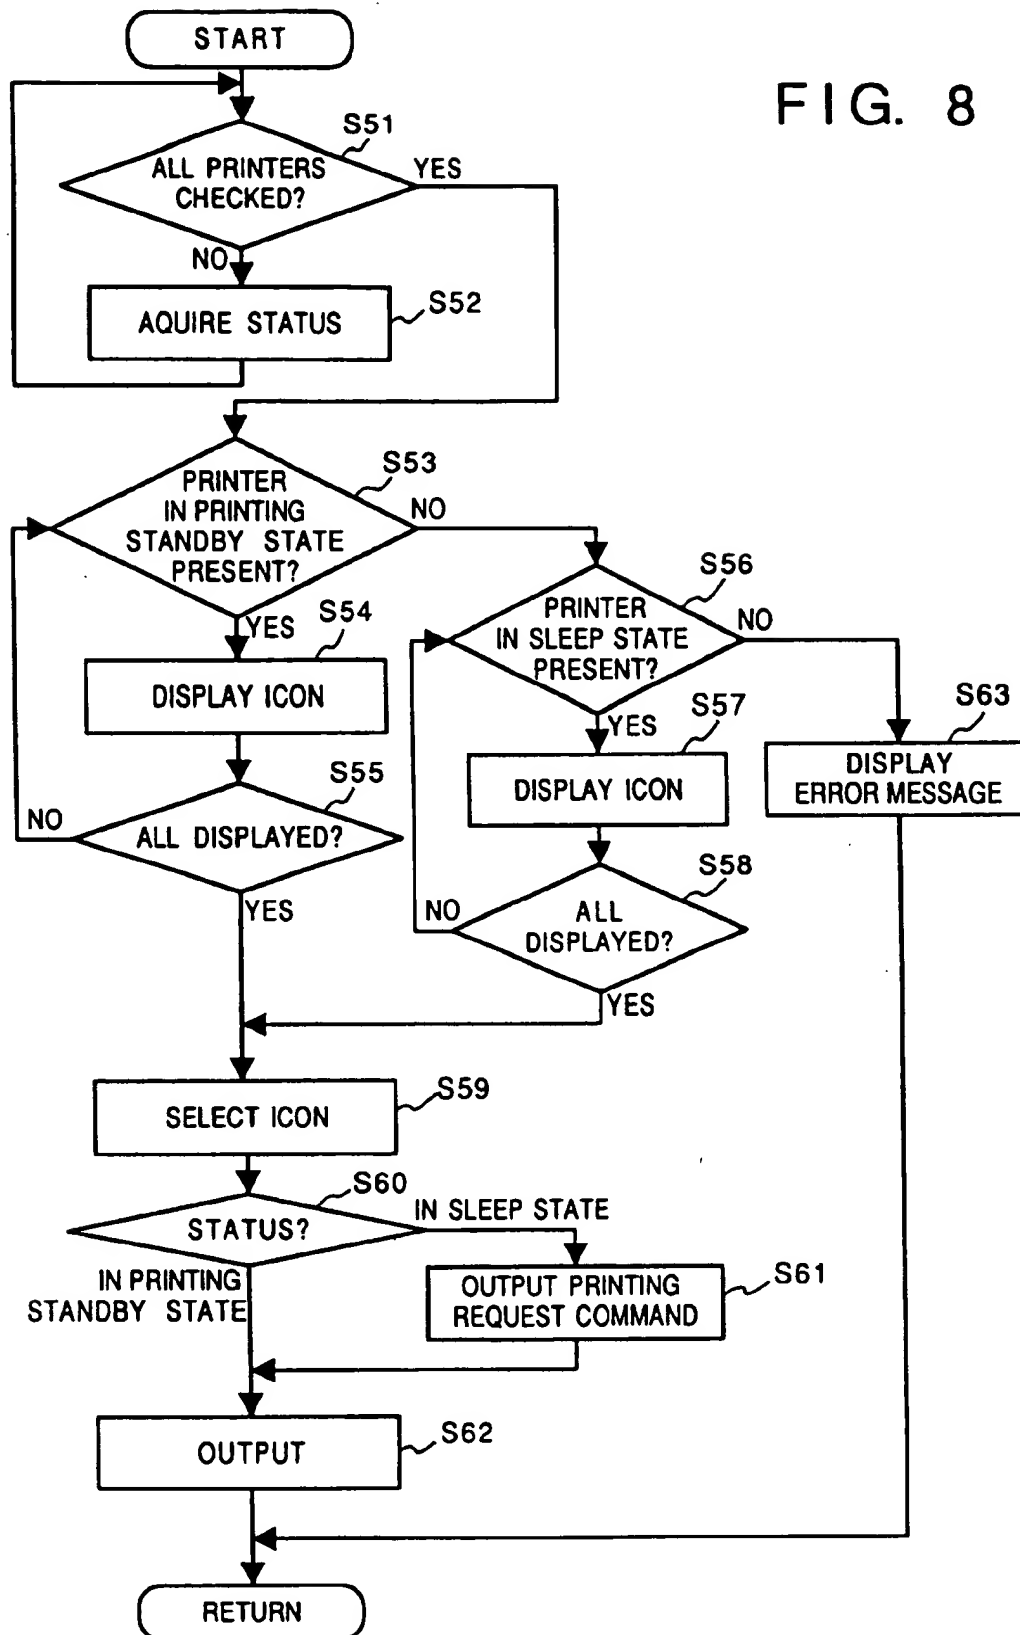 START
FIG. 8
S51
ALL PRINTERS
CHECKED?
YES
NO
S52
AQUIRE STATUS
S53
PRINTER
IN PRINTING
STANDBY STATE
PRESENT?
NO
YES
S54
DISPLAY ICON
S55
ALL DISPLAYED?
NO
YES
S56
PRINTER
IN SLEEP STATE
PRESENT?
NO
YES
S57
DISPLAY ICON
S58
ALL
DISPLAYED?
NO
YES
S63
DISPLAY
ERROR MESSAGE
S59
SELECT ICON
S60
STATUS?
IN SLEEP STATE
IN PRINTING
STANDBY STATE
S61
OUTPUT PRINTING
REQUEST COMMAND
S62
OUTPUT
RETURN